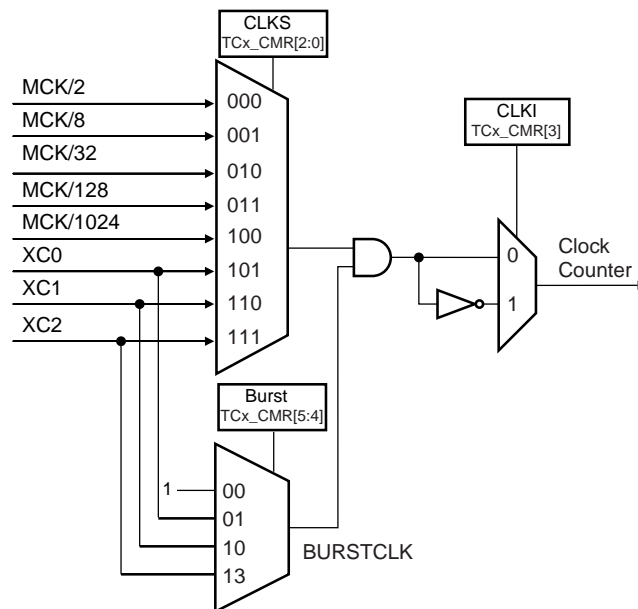 CLKS
TCx_CMR[2:0]
MCK/2
000
MCK/8
001
MCK/32
010
MCK/128
011
MCK/1024
100
XC0
101
XC1
110
XC2
111
CLKI
TCx_CMR[3]
0
1
Clock
Counter
Burst
TCx_CMR[5:4]
1
00
01
10
13
BURSTCLK